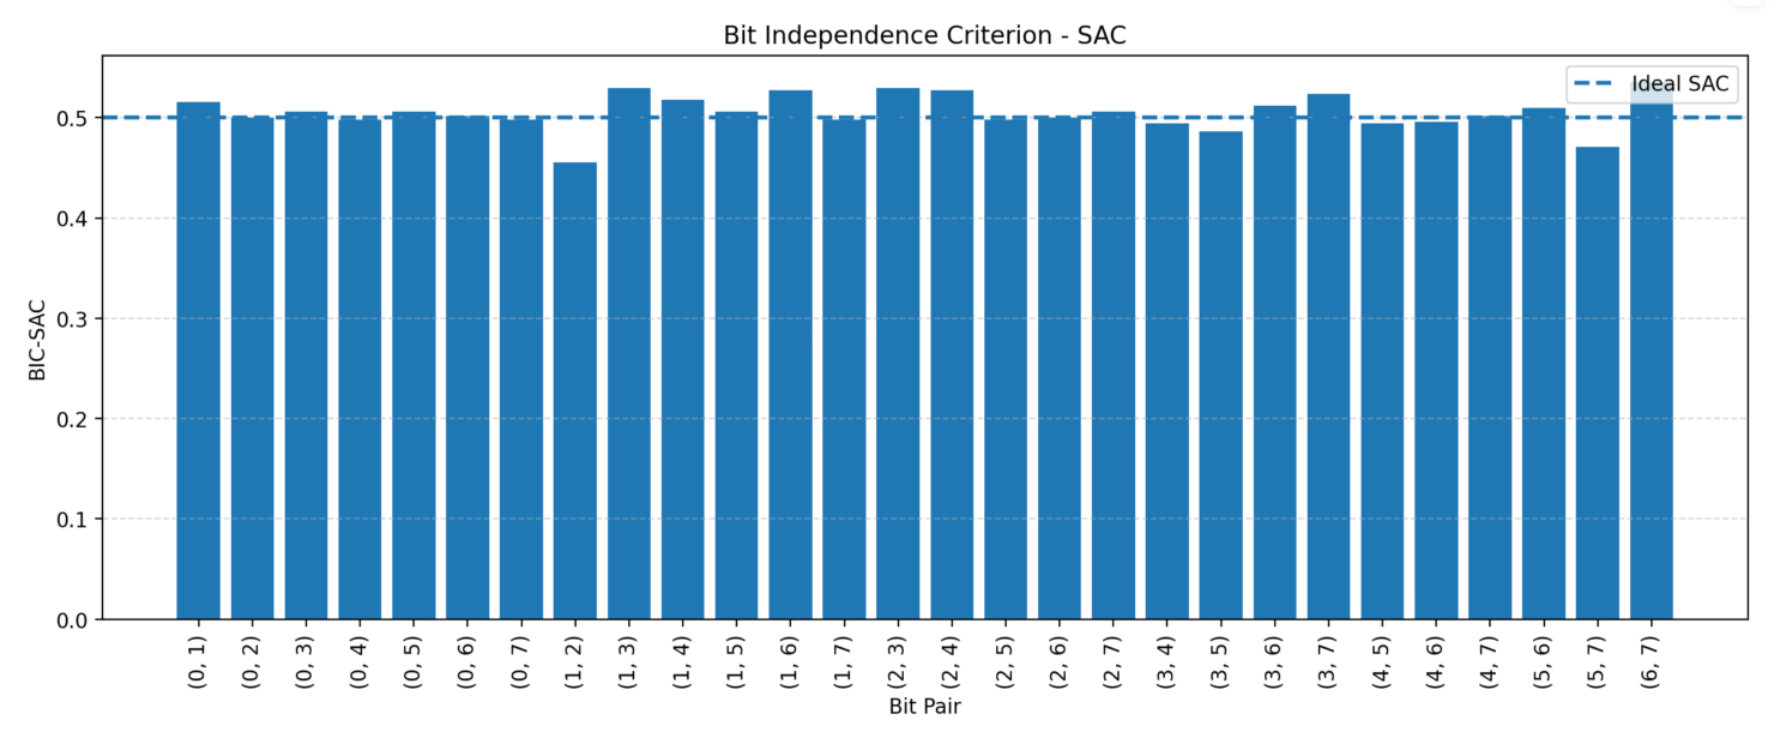 Bit Independence Criterion - SAC
Ideal SAC
BIC-SAC
0.5
0.4
0.3
0.2
0.1
0.0
(0, 1) (0, 2) (0, 3) (0, 4) (0, 5) (0, 6) (0, 7) (1, 2) (1, 3) (1, 4) (1, 5) (1, 6) (1, 7) (2, 3) (2, 4) (2, 5) (2, 6) (2, 7) (3, 4) (3, 5) (3, 6) (3, 7) (4, 5) (4, 6) (4, 7) (5, 6) (5, 7) (6, 7)
Bit Pair